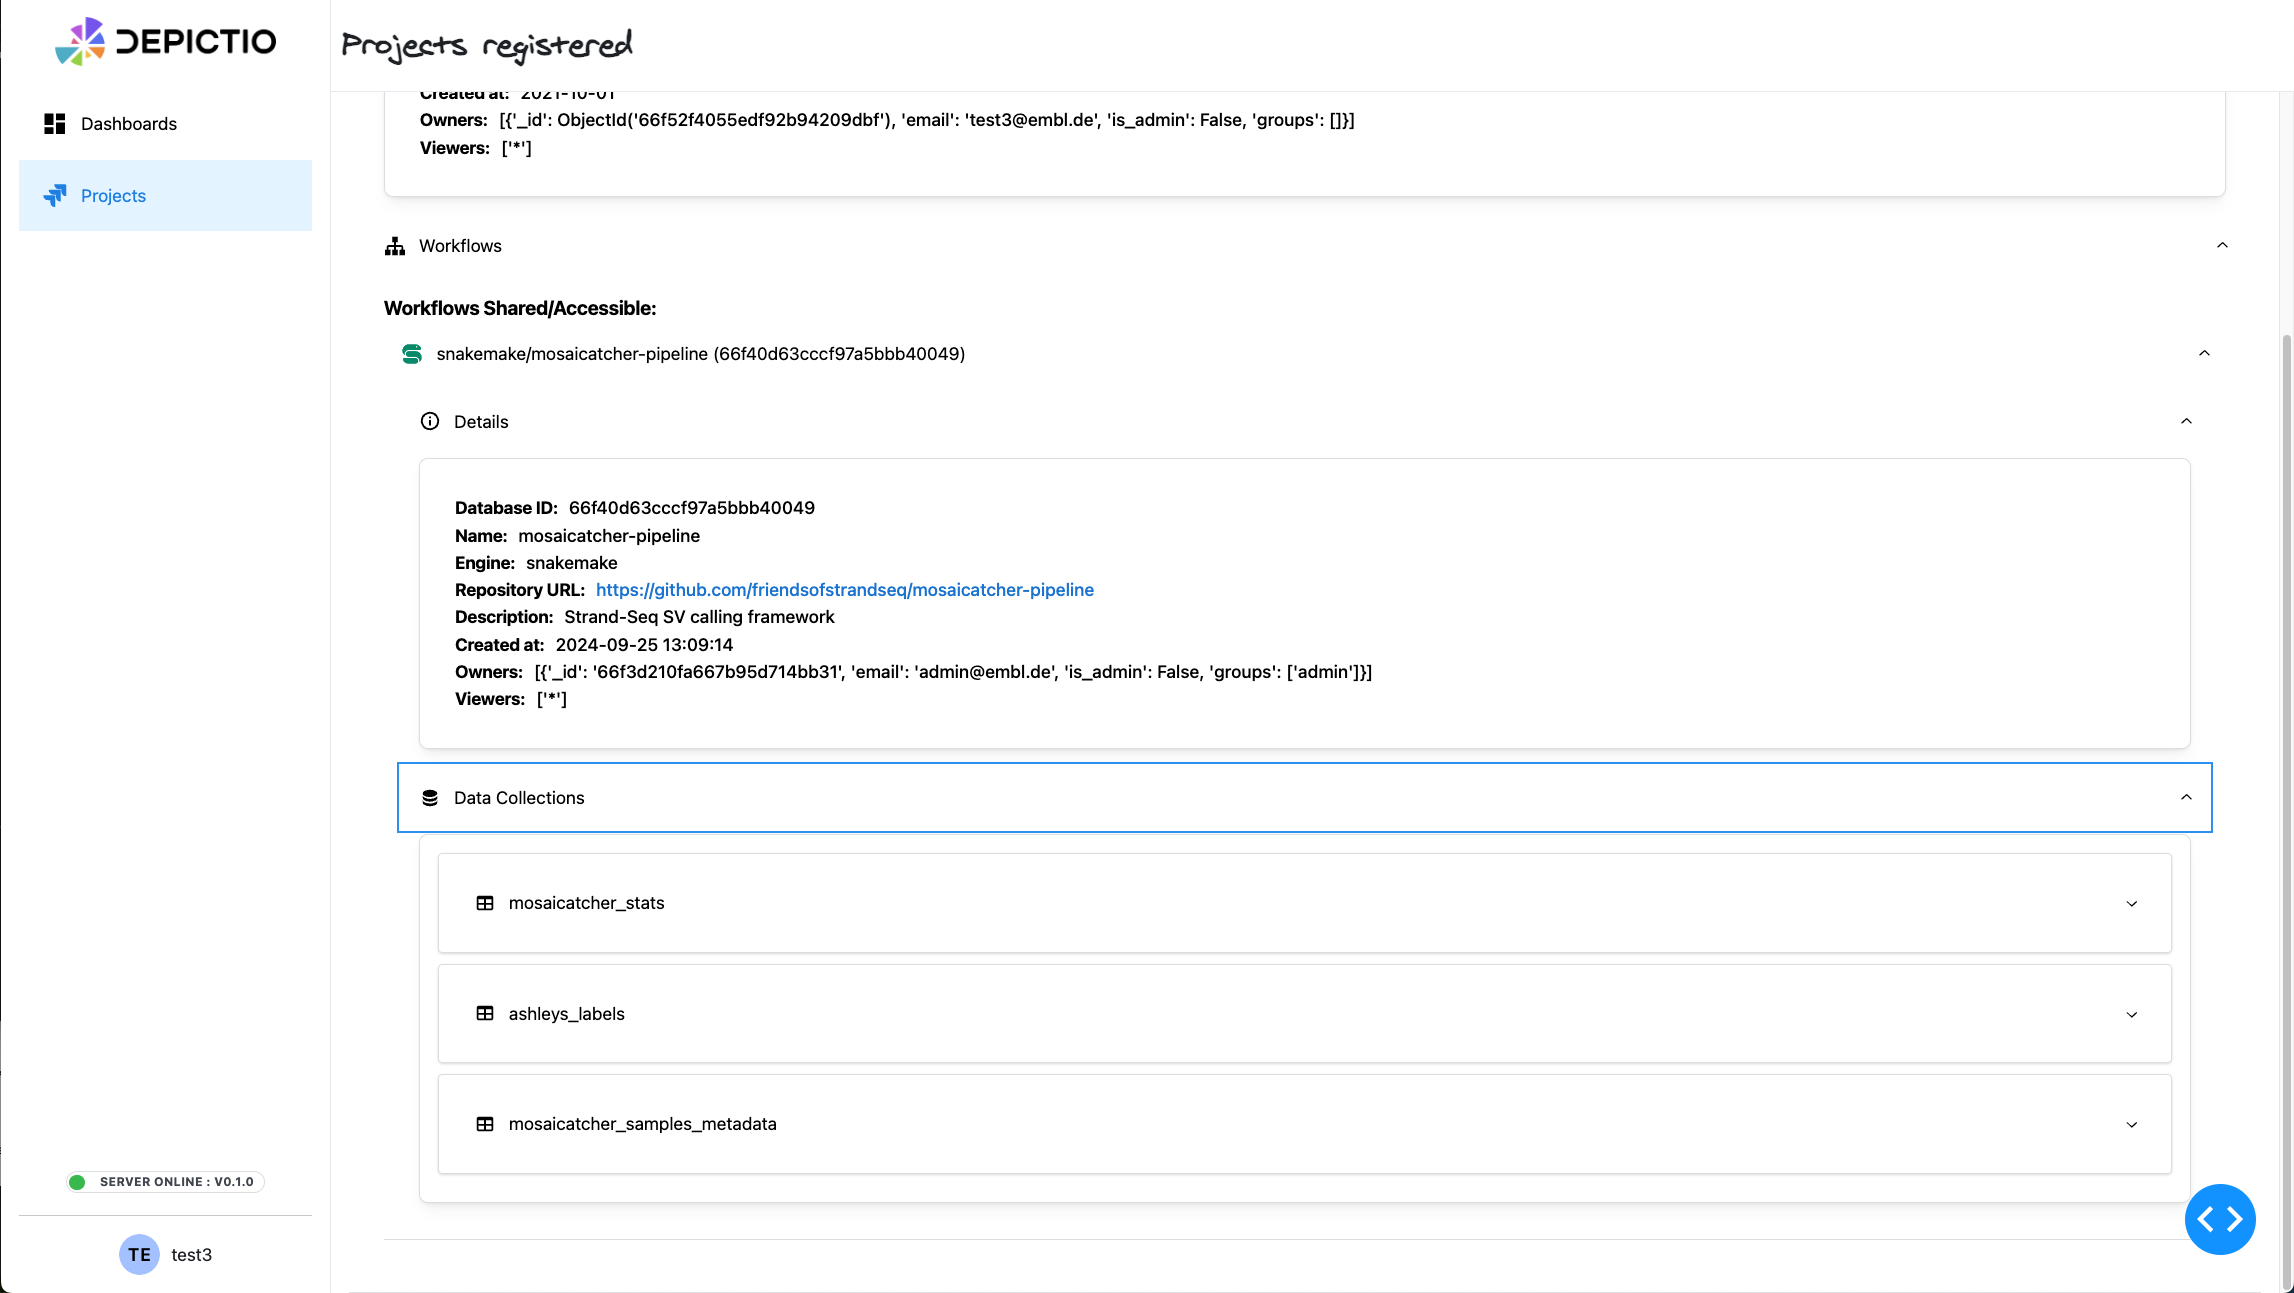 DEPICTIO
Projects registered
Dashboards
Projects
Created at: 2021-10-01
Owners: [{'_id': ObjectId('66f52f4055edf92b94209dbf'), 'email': 'test3@embl.de', 'is_admin': False, 'groups': []}]
Viewers: ['*']
Workflows
Workflows Shared/Accessible:
snakemake/mosaicatcher-pipeline (66f40d63cccf97a5bbb40049)
Details
Database ID: 66f40d63cccf97a5bbb40049
Name: mosaicatcher-pipeline
Engine: snakemake
Repository URL: https://github.com/friendsofstrandseq/mosaicatcher-pipeline
Description: Strand-Seq SV calling framework
Created at: 2024-09-25 13:09:14
Owners: [{'_id': '66f3d210fa667b95d714bb31', 'email': 'admin@embl.de', 'is_admin': False, 'groups': ['admin']}]
Viewers: ['*']
Data Collections
mosaicatcher_stats
ashleys_labels
mosaicatcher_samples_metadata
SERVER ONLINE : V0.1.0
TE test3